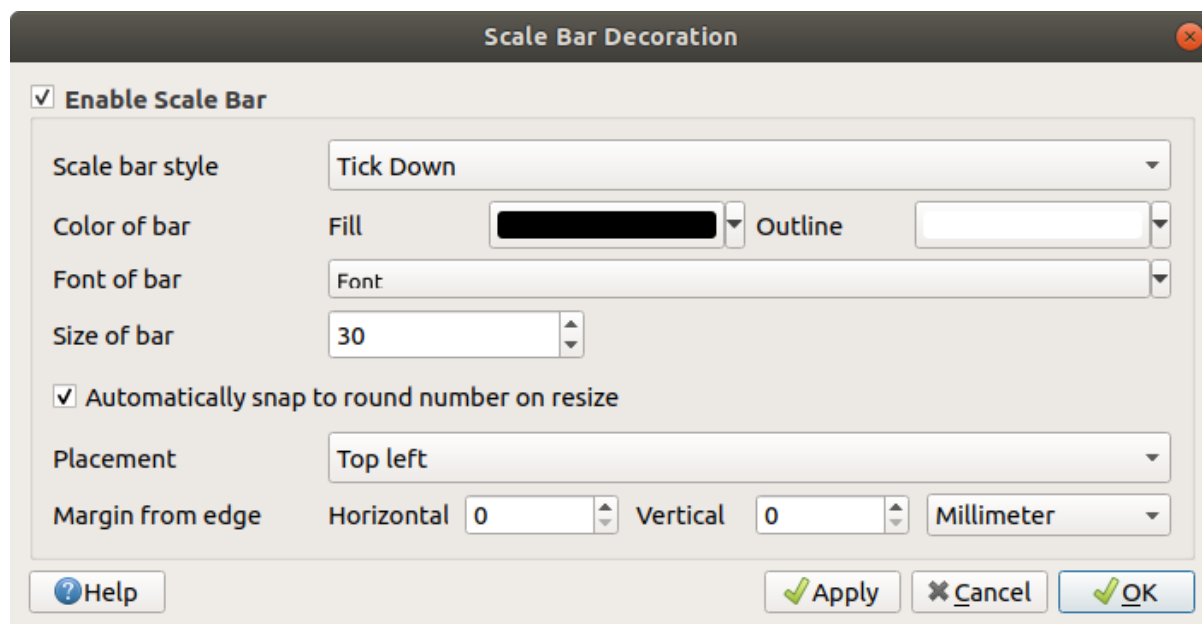 Scale Bar Decoration
Enable Scale Bar
Scale bar style Tick Down
Color of bar Fill Outline
Font of bar Font
Size of bar 30
Automatically snap to round number on resize
Placement Top left
Margin from edge Horizontal 0 Vertical 0 Millimeter
Help Apply Cancel OK